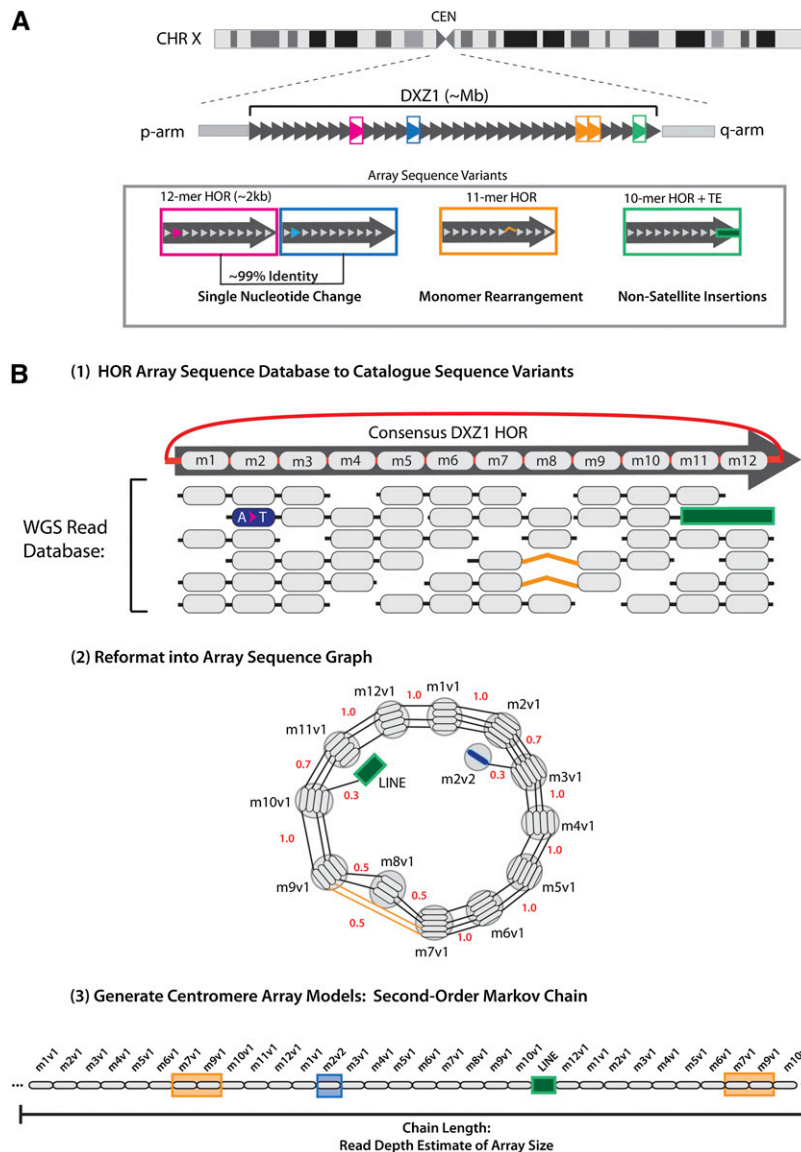 A
CEN
CHR X
DXZ1 (~Mb)
p-arm
q-arm
Array Sequence Variants
12-mer HOR (~2kb)
11-mer HOR
10-mer HOR + TE
~99% Identity
Single Nucleotide Change
Monomer Rearrangement
Non-Satellite Insertions
B
(1) HOR Array Sequence Database to Catalogue Sequence Variants
Consensus DXZ1 HOR
m1 m2 m3 m4 m5 m6 m7 m8 m9 m10 m11 m12
WGS Read
Database:
A T
(2) Reformat into Array Sequence Graph
m12v1
1.0
m1v1
1.0
m2v1
m11v1
1.0
0.7
0.7
LINE
m2v2
0.3
m3v1
m10v1
0.3
1.0
m4v1
1.0
m9v1
0.5
m8v1
0.5
1.0
m5v1
0.5
1.0
1.0
m6v1
m7v1
(3) Generate Centromere Array Models: Second-Order Markov Chain
m1v1 m2v1 m3v1 m4v1 m5v1 m6v1 m7v1 m9v1 m10v1 m11v1 m12v1 m1v1 m2v2 m3v1 m4v1 m5v1 m6v1 m7v1 m8v1 m9v1 m10v1 LINE m12v1 m1v1 m2v1 m3v1 m4v1 m5v1 m6v1 m7v1 m9v1 m10
...
Chain Length:
Read Depth Estimate of Array Size